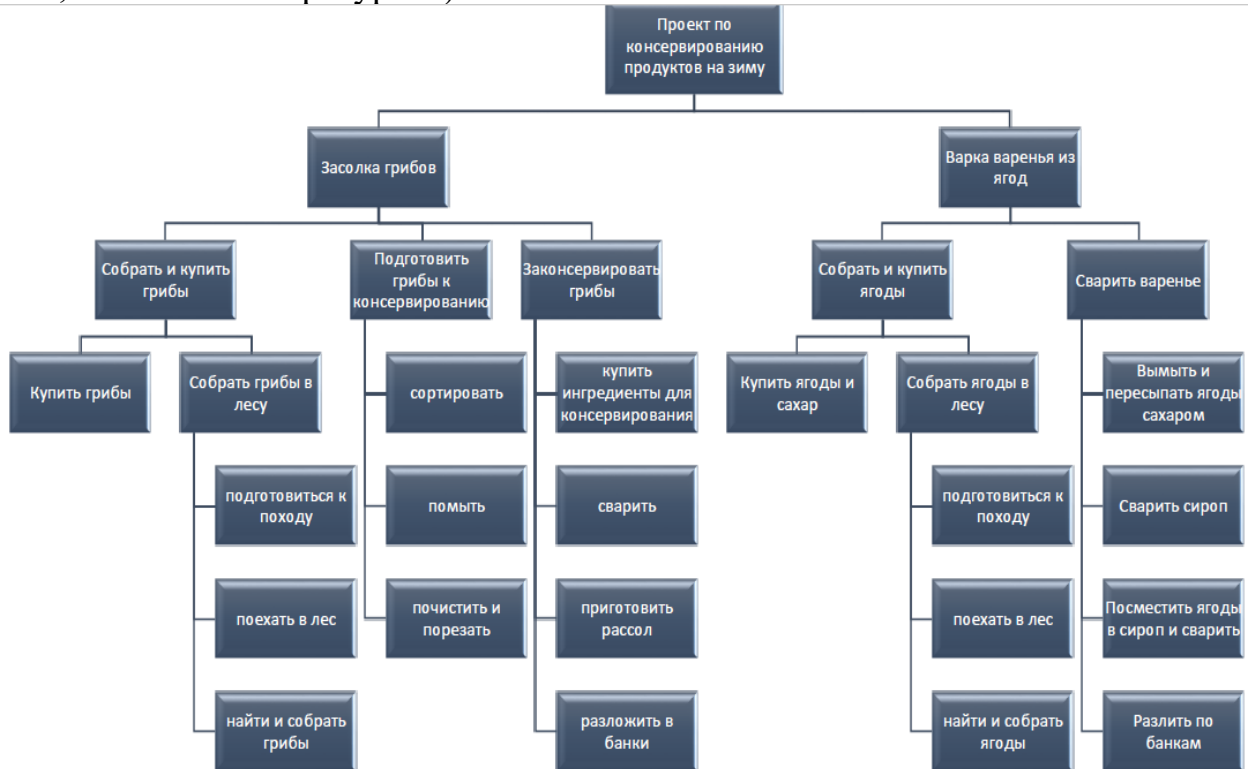 Проект по
консервированию
продуктов на зиму
Засолка грибов
Варка варенья из
ягод
Собрать и купить
грибы
Подготовить
грибы к
консервированию
Законсервировать
грибы
Собрать и купить
ягоды
Сварить варенье
Купить грибы
Собрать грибы в
лесу
сортировать
купить
ингредиенты для
консервирования
Купить ягоды и
сахар
Собрать ягоды в
лесу
Вымыть и
пересыпать ягоды
сахаром
подготовиться к
походу
помыть
сварить
подготовиться к
походу
Сварить сироп
поехать в лес
почистить и
порезать
приготовить
рассол
поехать в лес
Посместить ягоды
в сироп и сварить
найти и собрать
грибы
разложить в
банки
найти и собрать
ягоды
Разлить по
банкам